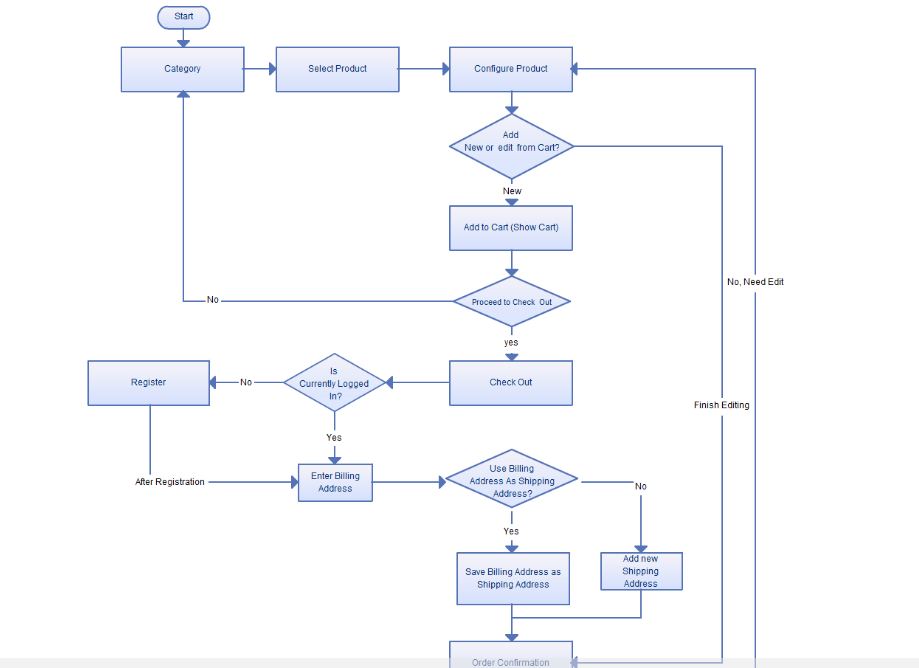 Start
Category
Select Product
Configure Product
Add
New or edit from Cart?
New
Add to Cart (Show Cart)
No, Need Edit
No
Proceed to Check Out
yes
Is
Currently Logged
In?
Register
No
Check Out
Finish Editing
Yes
Enter Billing
Address
After Registration
Use Billing
Address As Shipping
Address?
No
Yes
Save Billing Address as
Shipping Address
Add new
Shipping
Address
Order Confirmation